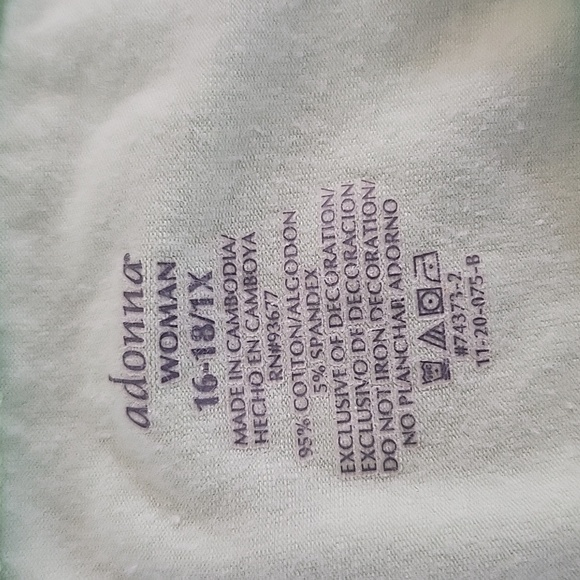 adonna
WOMAN
16-18/1X
MADE IN CAMBODIA/
HECHO EN CAMBOYA
RN#93677
95% COTTON/ALGODON
5% SPANDEX
EXCLUSIVE OF DECORATION/
EXCLUSIVO DE DECORACION
DO NOT IRON DECORATION/
NO PLANCHAR ADORNO
#74373-2
11-20-075-B